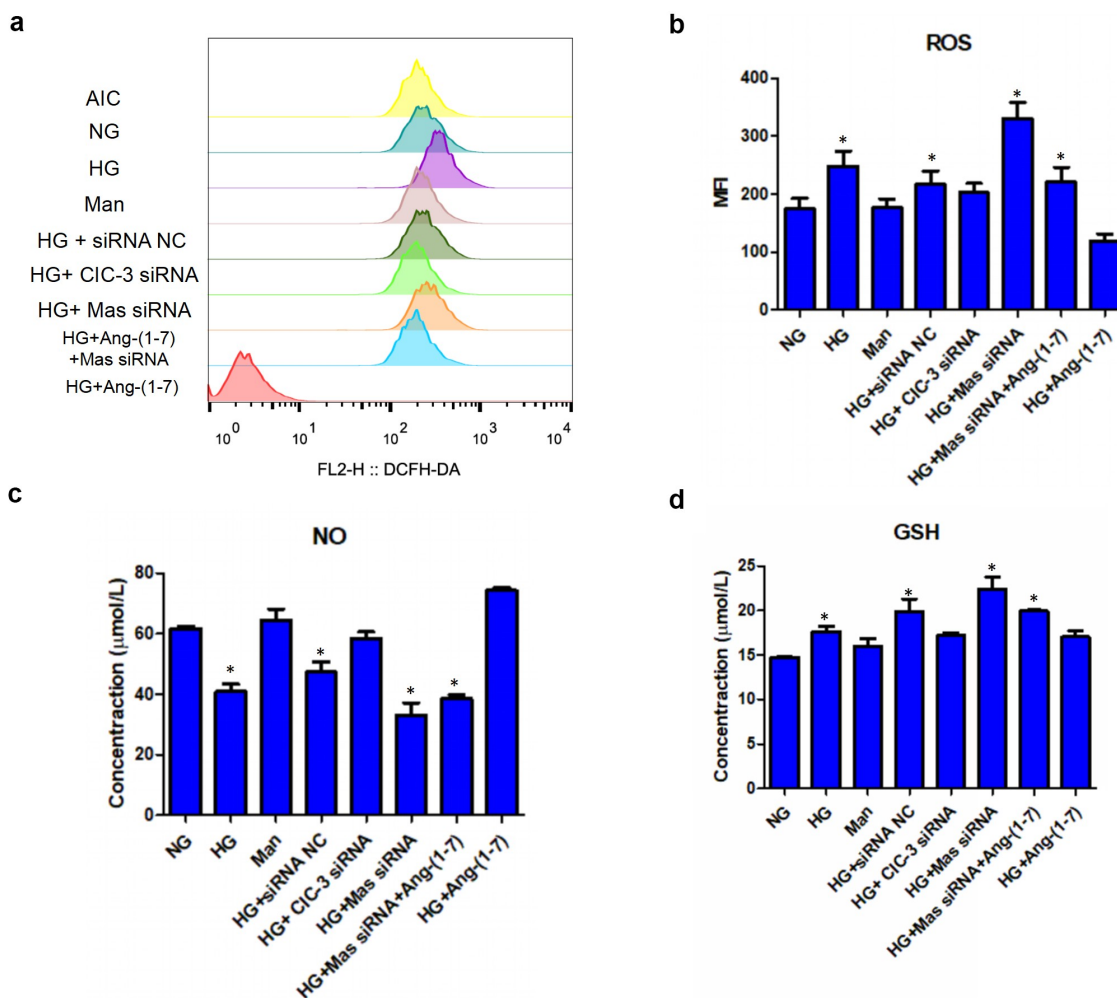 a
AIC
NG
HG
Man
HG + siRNA NC
HG+ CIC-3 siRNA
HG+ Mas siRNA
HG+Ang-(1-7)
+Mas siRNA
HG+Ang-(1-7)
10^0 10^1 10^2 10^3 10^4
FL2-H :: DCFH-DA
b
ROS
MFI
400
300
200
100
0
NG
HG
Man
HG+siRNA NC
HG+ CIC-3 siRNA
HG+Mas siRNA
HG+Mas siRNA+Ang-(1-7)
HG+Ang-(1-7)
* * * *
c
NO
Concentraction (μmol/L)
80
60
40
20
0
* * * *
NG
HG
Man
HG+siRNA NC
HG+ CIC-3 siRNA
HG+Mas siRNA
HG+Mas siRNA+Ang-(1-7)
HG+Ang-(1-7)
d
GSH
Concentraction (μmol/L)
25
20
15
10
5
0
* * * *
NG
HG
Man
HG+siRNA NC
HG+ CIC-3 siRNA
HG+Mas siRNA
HG+Mas siRNA+Ang-(1-7)
HG+Ang-(1-7)